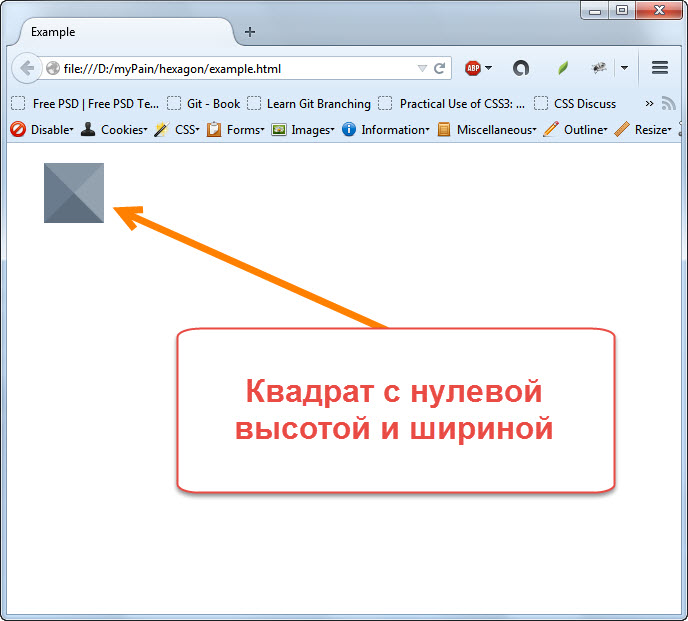 Example
file:///D:/myPain/hexagon/example.html
ABP
Free PSD | Free PSD Te... Git - Book Learn Git Branching Practical Use of CSS3: ... CSS Discuss »
Disable Cookies CSS Forms Images Information Miscellaneous Outline Resize
Квадрат с нулевой
высотой и шириной